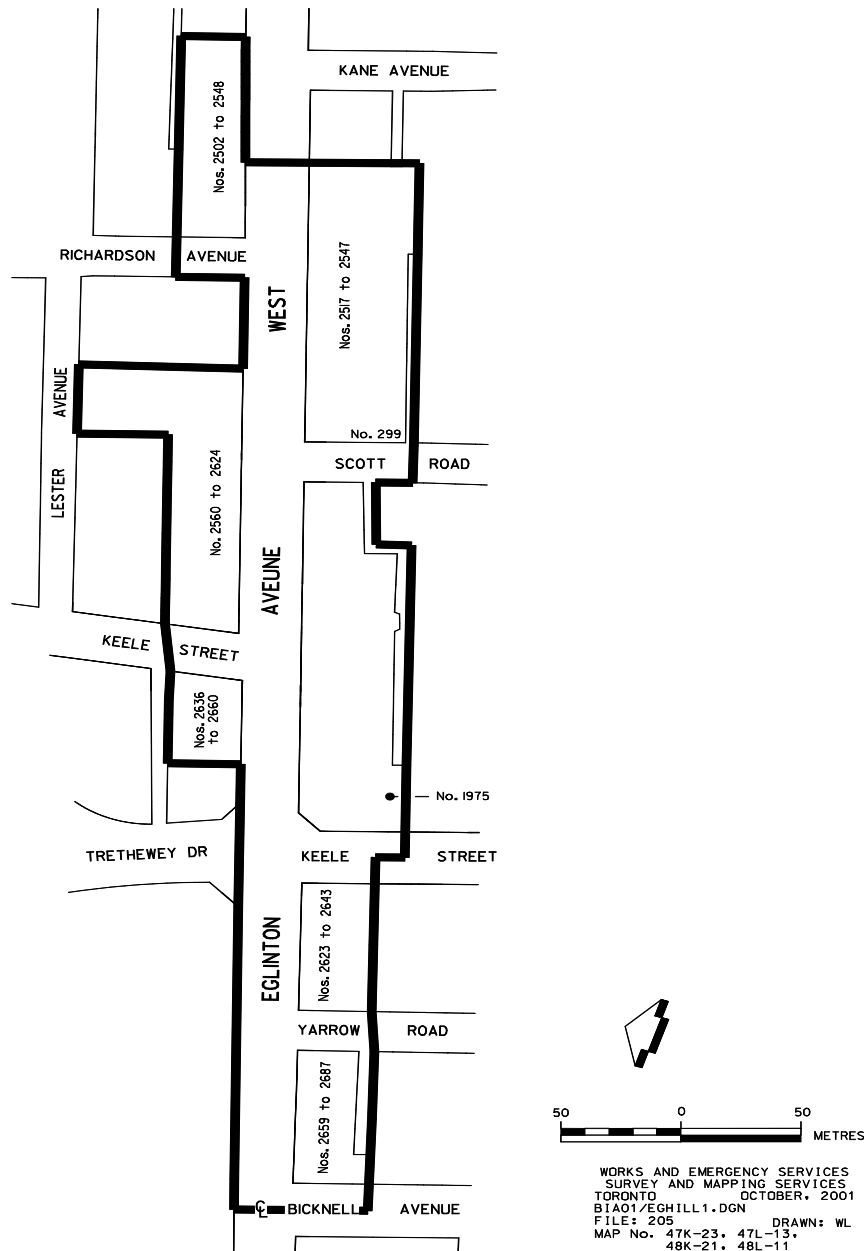 KANE AVENUE
Nos. 2502 to 2548
RICHARDSON AVENUE
WEST
Nos. 2517 to 2547
LESTER AVENUE
No. 299
SCOTT ROAD
No. 2560 to 2624
AVEUNE
KEELE STREET
Nos. 2636
to 2660
No. 1975
TRETHEWEY DR
KEELE STREET
EGLINTON
Nos. 2623 to 2643
YARROW ROAD
Nos. 2659 to 2687
CL BICKNELL AVENUE
50 0 50
METRES
WORKS AND EMERGENCY SERVICES
SURVEY AND MAPPING SERVICES
TORONTO OCTOBER, 2001
BIA01/EGHILL1.DGN
FILE: 205 DRAWN: WL
MAP No. 47K-23, 47L-13,
48K-21, 48L-11